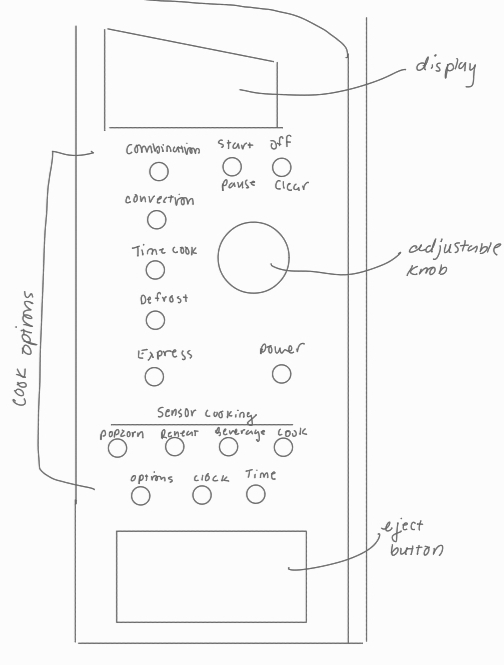 display
Combination
Start
off
Pause
Clear
convection
Time cook
adjustable
knob
Defrost
Cook options
Express
Power
Sensor Cooking
popcorn
Reheat
Beverage
Cook
options
Clock
Time
eject
button